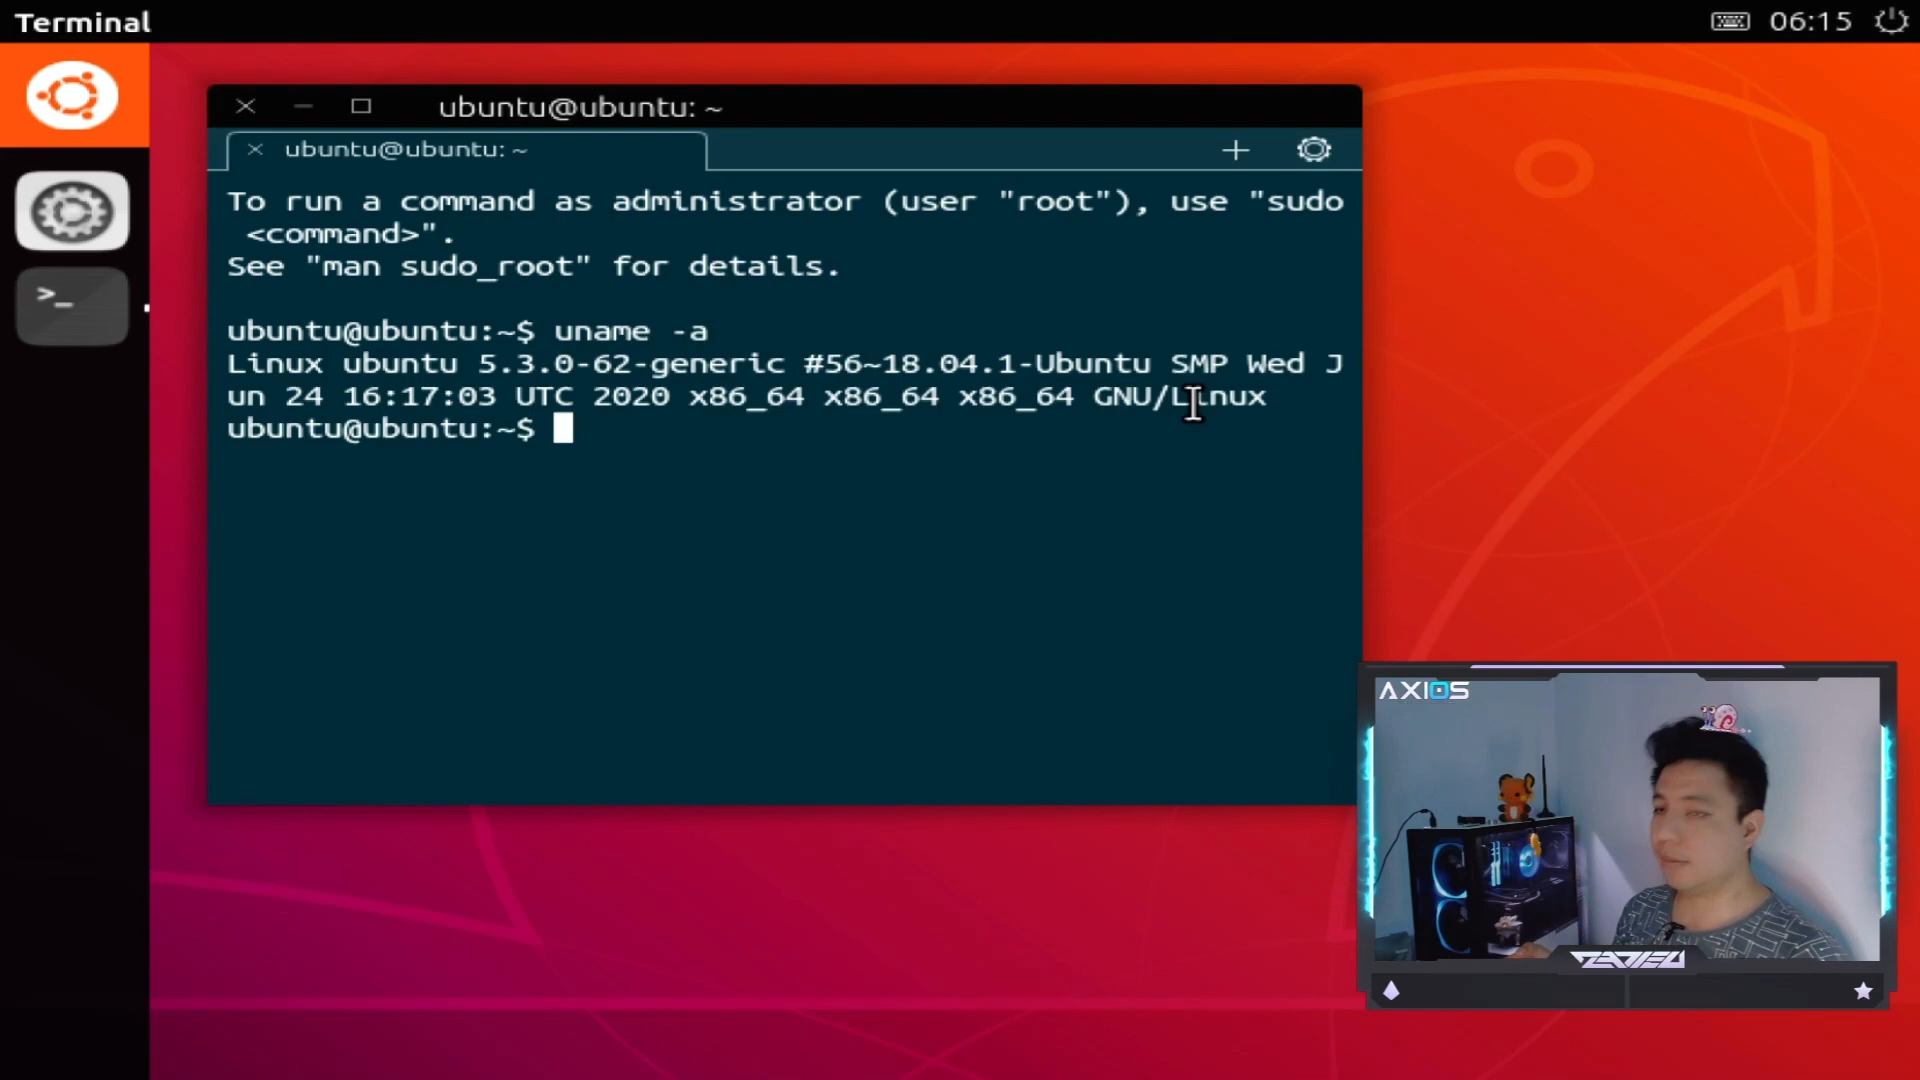 Terminal
06:15
ubuntu@ubuntu: ~
ubuntu@ubuntu: ~
To run a command as administrator (user "root"), use "sudo
<command>".
See "man sudo_root" for details.
ubuntu@ubuntu:~$ uname -a
Linux ubuntu 5.3.0-62-generic #56~18.04.1-Ubuntu SMP Wed J
un 24 16:17:03 UTC 2020 x86_64 x86_64 x86_64 GNU/Linux
ubuntu@ubuntu:~$
AXIOS